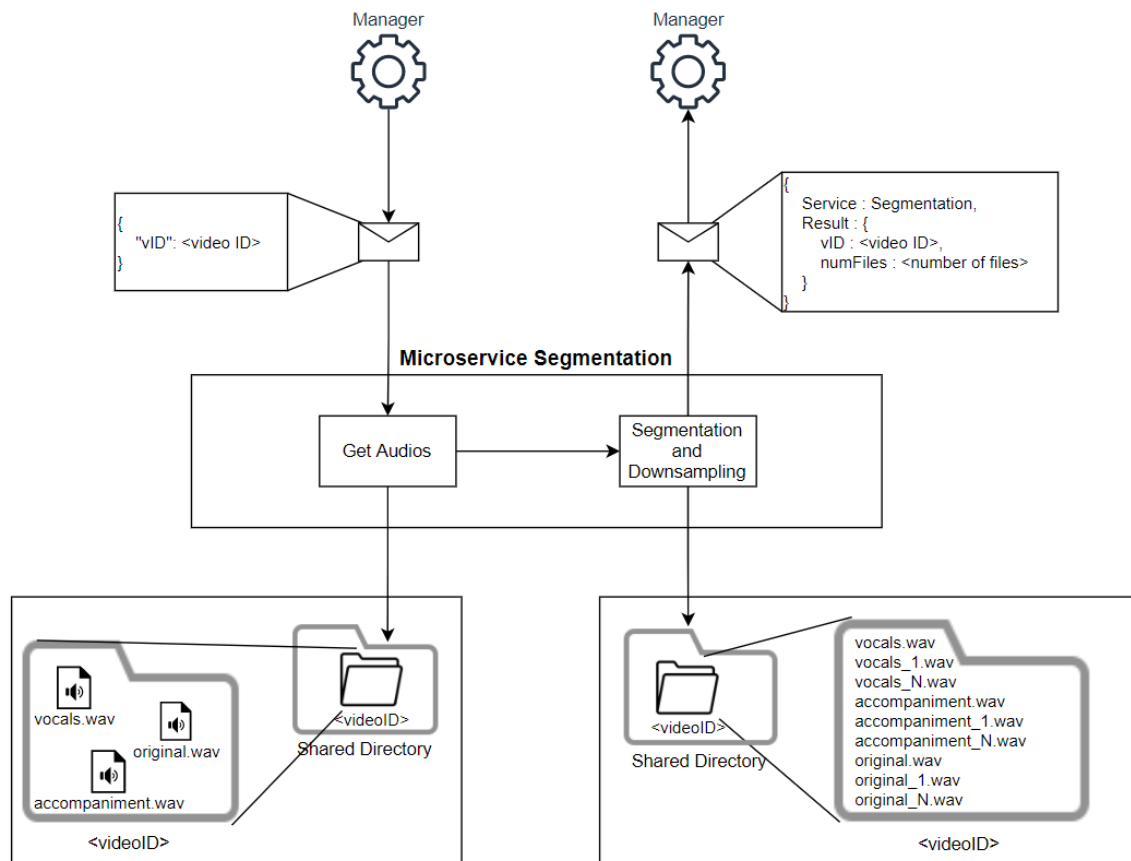 Manager
Manager
{
"vID": <video ID>
}
{
Service : Segmentation,
Result : {
vID : <video ID>,
numFiles : <number of files>
}
}
Microservice Segmentation
Get Audios
Segmentation
and
Downsampling
vocals.wav
original.wav
accompaniment.wav
<videoID>
<videoID>
Shared Directory
<videoID>
Shared Directory
vocals.wav
vocals_1.wav
vocals_N.wav
accompaniment.wav
accompaniment_1.wav
accompaniment_N.wav
original.wav
original_1.wav
original_N.wav
<videoID>